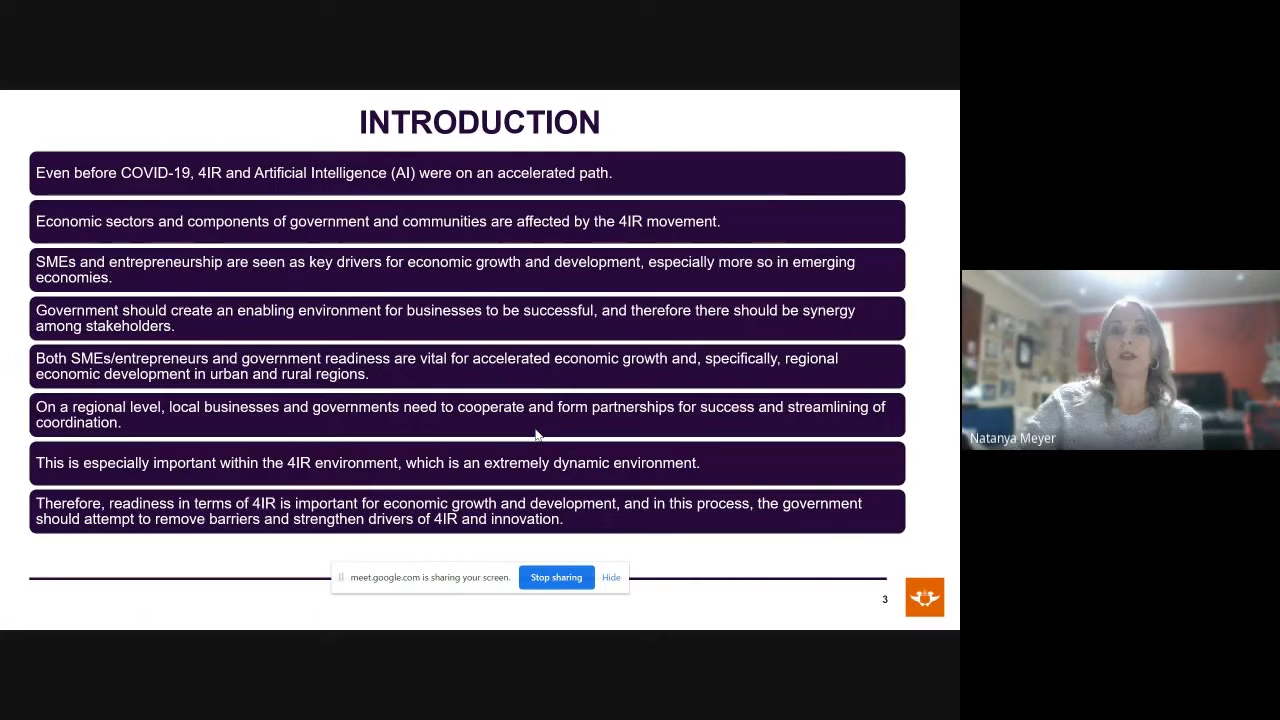 INTRODUCTION
Even before COVID-19, 4IR and Artificial Intelligence (AI) were on an accelerated path.
Economic sectors and components of government and communities are affected by the 4IR movement.
SMEs and entrepreneurship are seen as key drivers for economic growth and development, especially more so in emerging
economies.
Government should create an enabling environment for businesses to be successful, and therefore there should be synergy
among stakeholders.
Both SMEs/entrepreneurs and government readiness are vital for accelerated economic growth and, specifically, regional
economic development in urban and rural regions.
On a regional level, local businesses and governments need to cooperate and form partnerships for success and streamlining of
coordination.
This is especially important within the 4IR environment, which is an extremely dynamic environment.
Therefore, readiness in terms of 4IR is important for economic growth and development, and in this process, the government
should attempt to remove barriers and strengthen drivers of 4IR and innovation.
meet.google.com is sharing your screen. Stop sharing Hide
3
Natanya Meyer